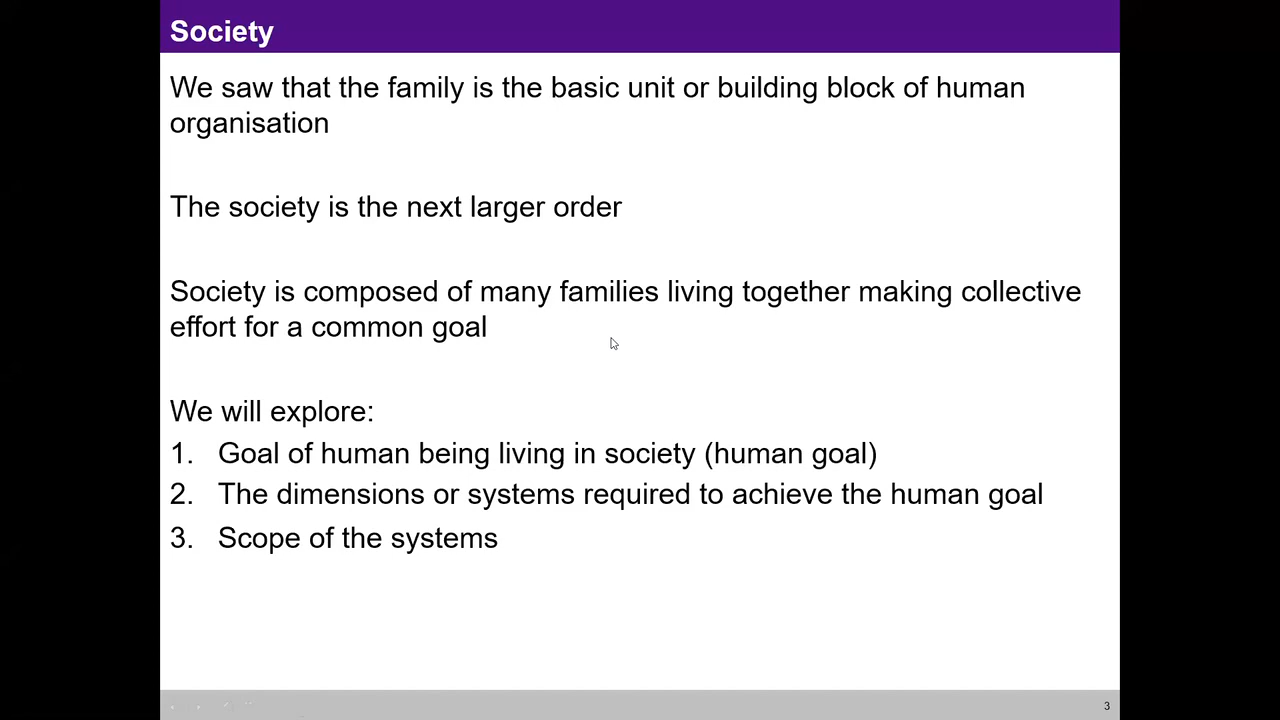 Society
We saw that the family is the basic unit or building block of human
organisation
The society is the next larger order
Society is composed of many families living together making collective
effort for a common goal
We will explore:
1. Goal of human being living in society (human goal)
2. The dimensions or systems required to achieve the human goal
3. Scope of the systems
3